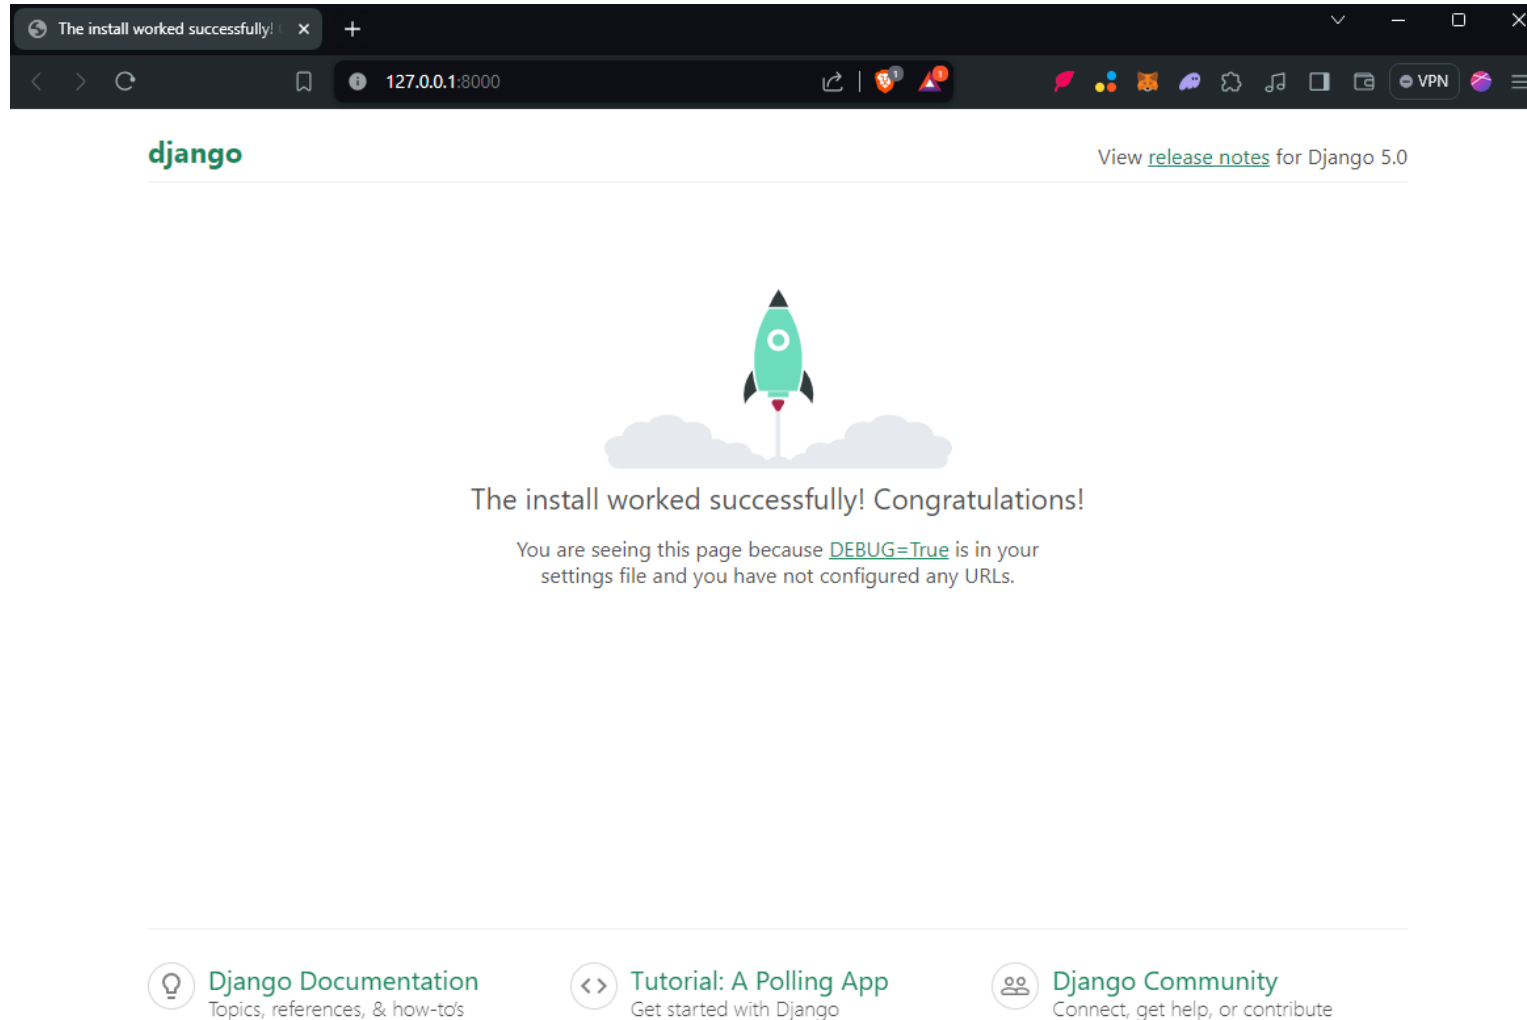 The install worked successfully!
127.0.0.1:8000
1
1
VPN
django
View release notes for Django 5.0
The install worked successfully! Congratulations!
You are seeing this page because DEBUG=True is in your
settings file and you have not configured any URLs.
Django Documentation
Topics, references, & how-to's
Tutorial: A Polling App
Get started with Django
Django Community
Connect, get help, or contribute